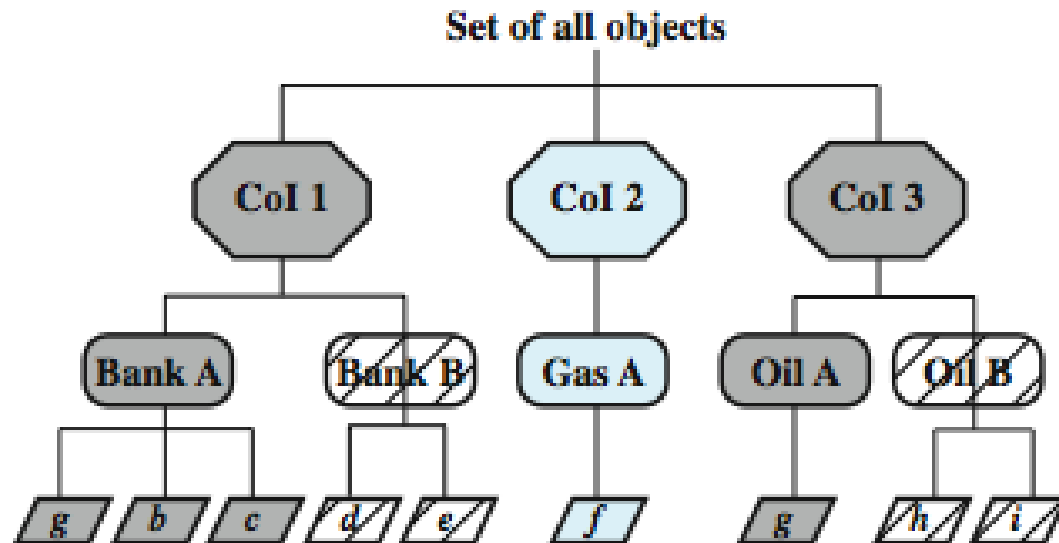 Set of all objects
CoI 1 CoI 2 CoI 3
Bank A Bank B Gas A Oil A Oil B
g b c d e f g h i